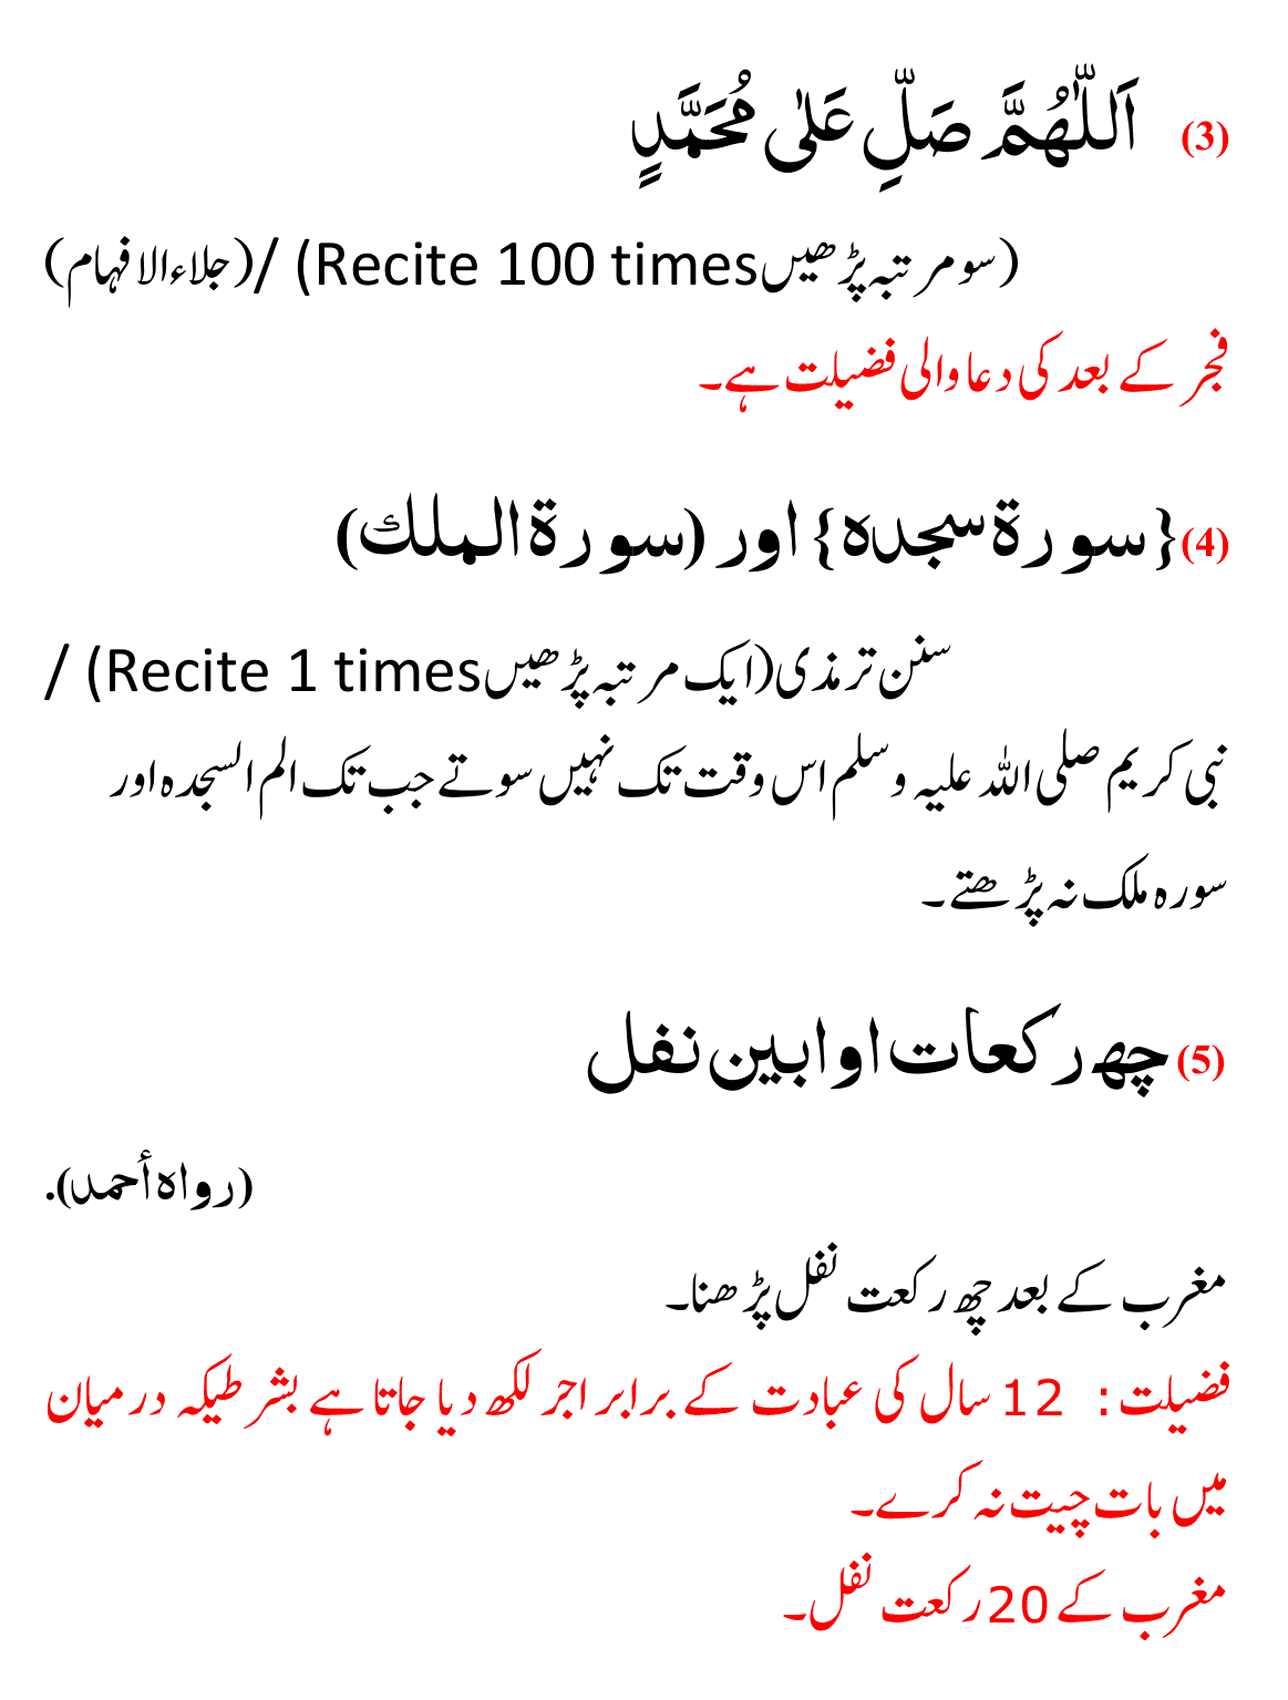 (3) اَللّٰهُمَّ صَلِّ عَلٰى مُحَمَّدٍ
(سو مرتبہ پڑھیں Recite 100 times) /(جلاء الافہام)
فجر کے بعد کی دعا والی فضیلت ہے۔
(4) {سورة سجدہ} اور (سورة الملك)
سنن ترمذی (ایک مرتبہ پڑھیں Recite 1 times) /
نبی کریم صلی اللہ علیہ وسلم اس وقت تک نہیں سوتے جب تک الم السجدہ اور
سورہ ملک نہ پڑھتے۔
(5) چھ رکعات اوابین نفل
(رواه أحمد).
مغرب کے بعد چھ رکعت نفل پڑھنا۔
فضیلت: 12 سال کی عبادت کے برابر اجر لکھ دیا جاتا ہے بشرطیکہ درمیان
میں بات چیت نہ کرے۔
مغرب کے 20 رکعت نفل۔